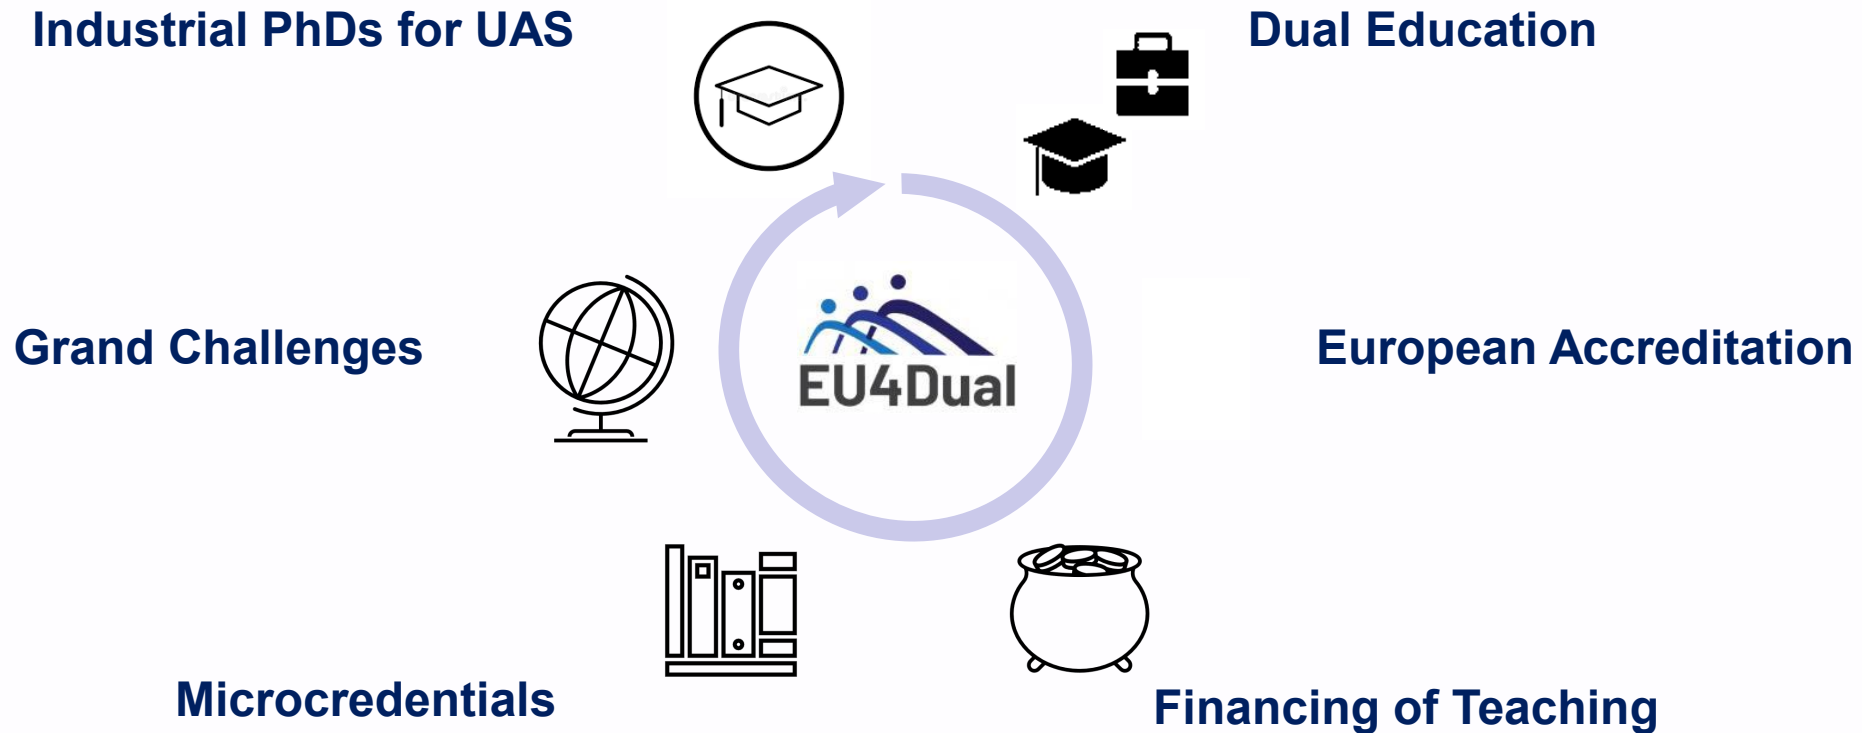 Industrial PhDs for UAS
Dual Education
Grand Challenges
EU4Dual
European Accreditation
Microcredentials
Financing of Teaching